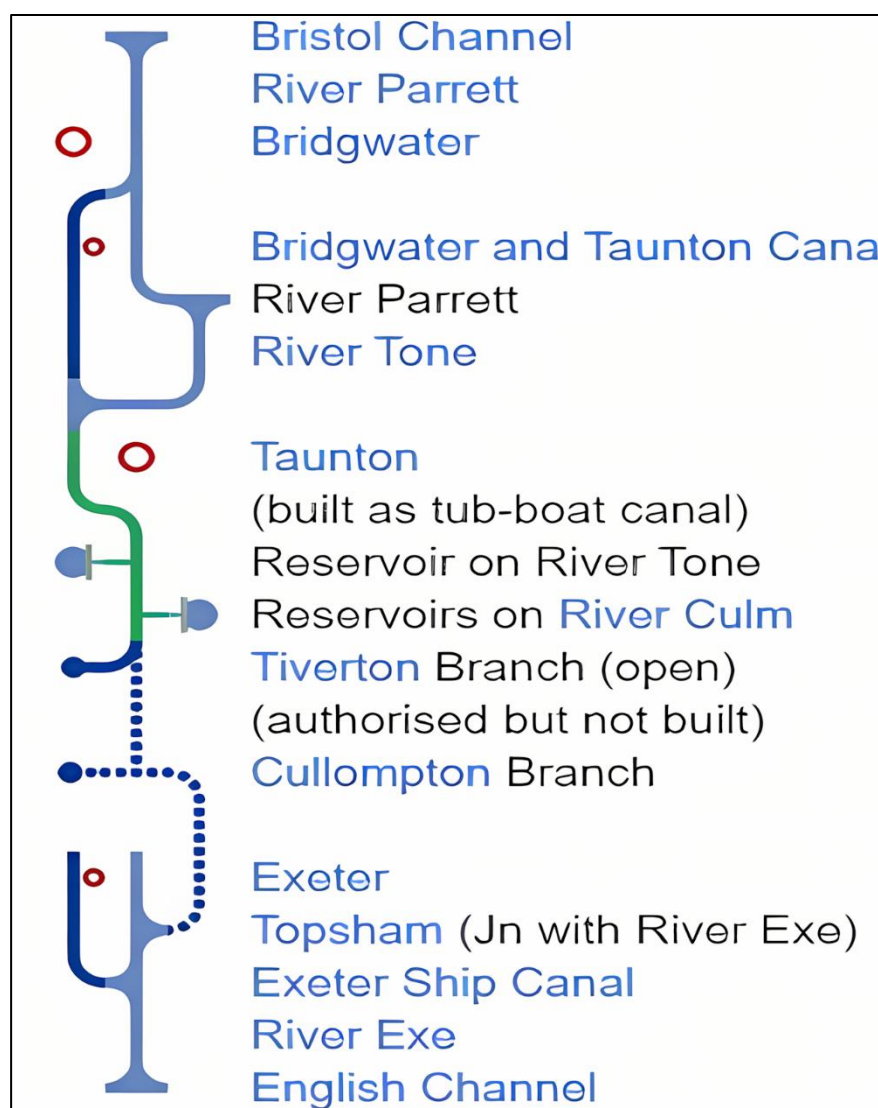 Bristol Channel
River Parrett
Bridgwater
Bridgwater and Taunton Cana
River Parrett
River Tone
Taunton
(built as tub-boat canal)
Reservoir on River Tone
Reservoirs on River Culm
Tiverton Branch (open)
(authorised but not built)
Cullompton Branch
Exeter
Topsham (Jn with River Exe)
Exeter Ship Canal
River Exe
English Channel